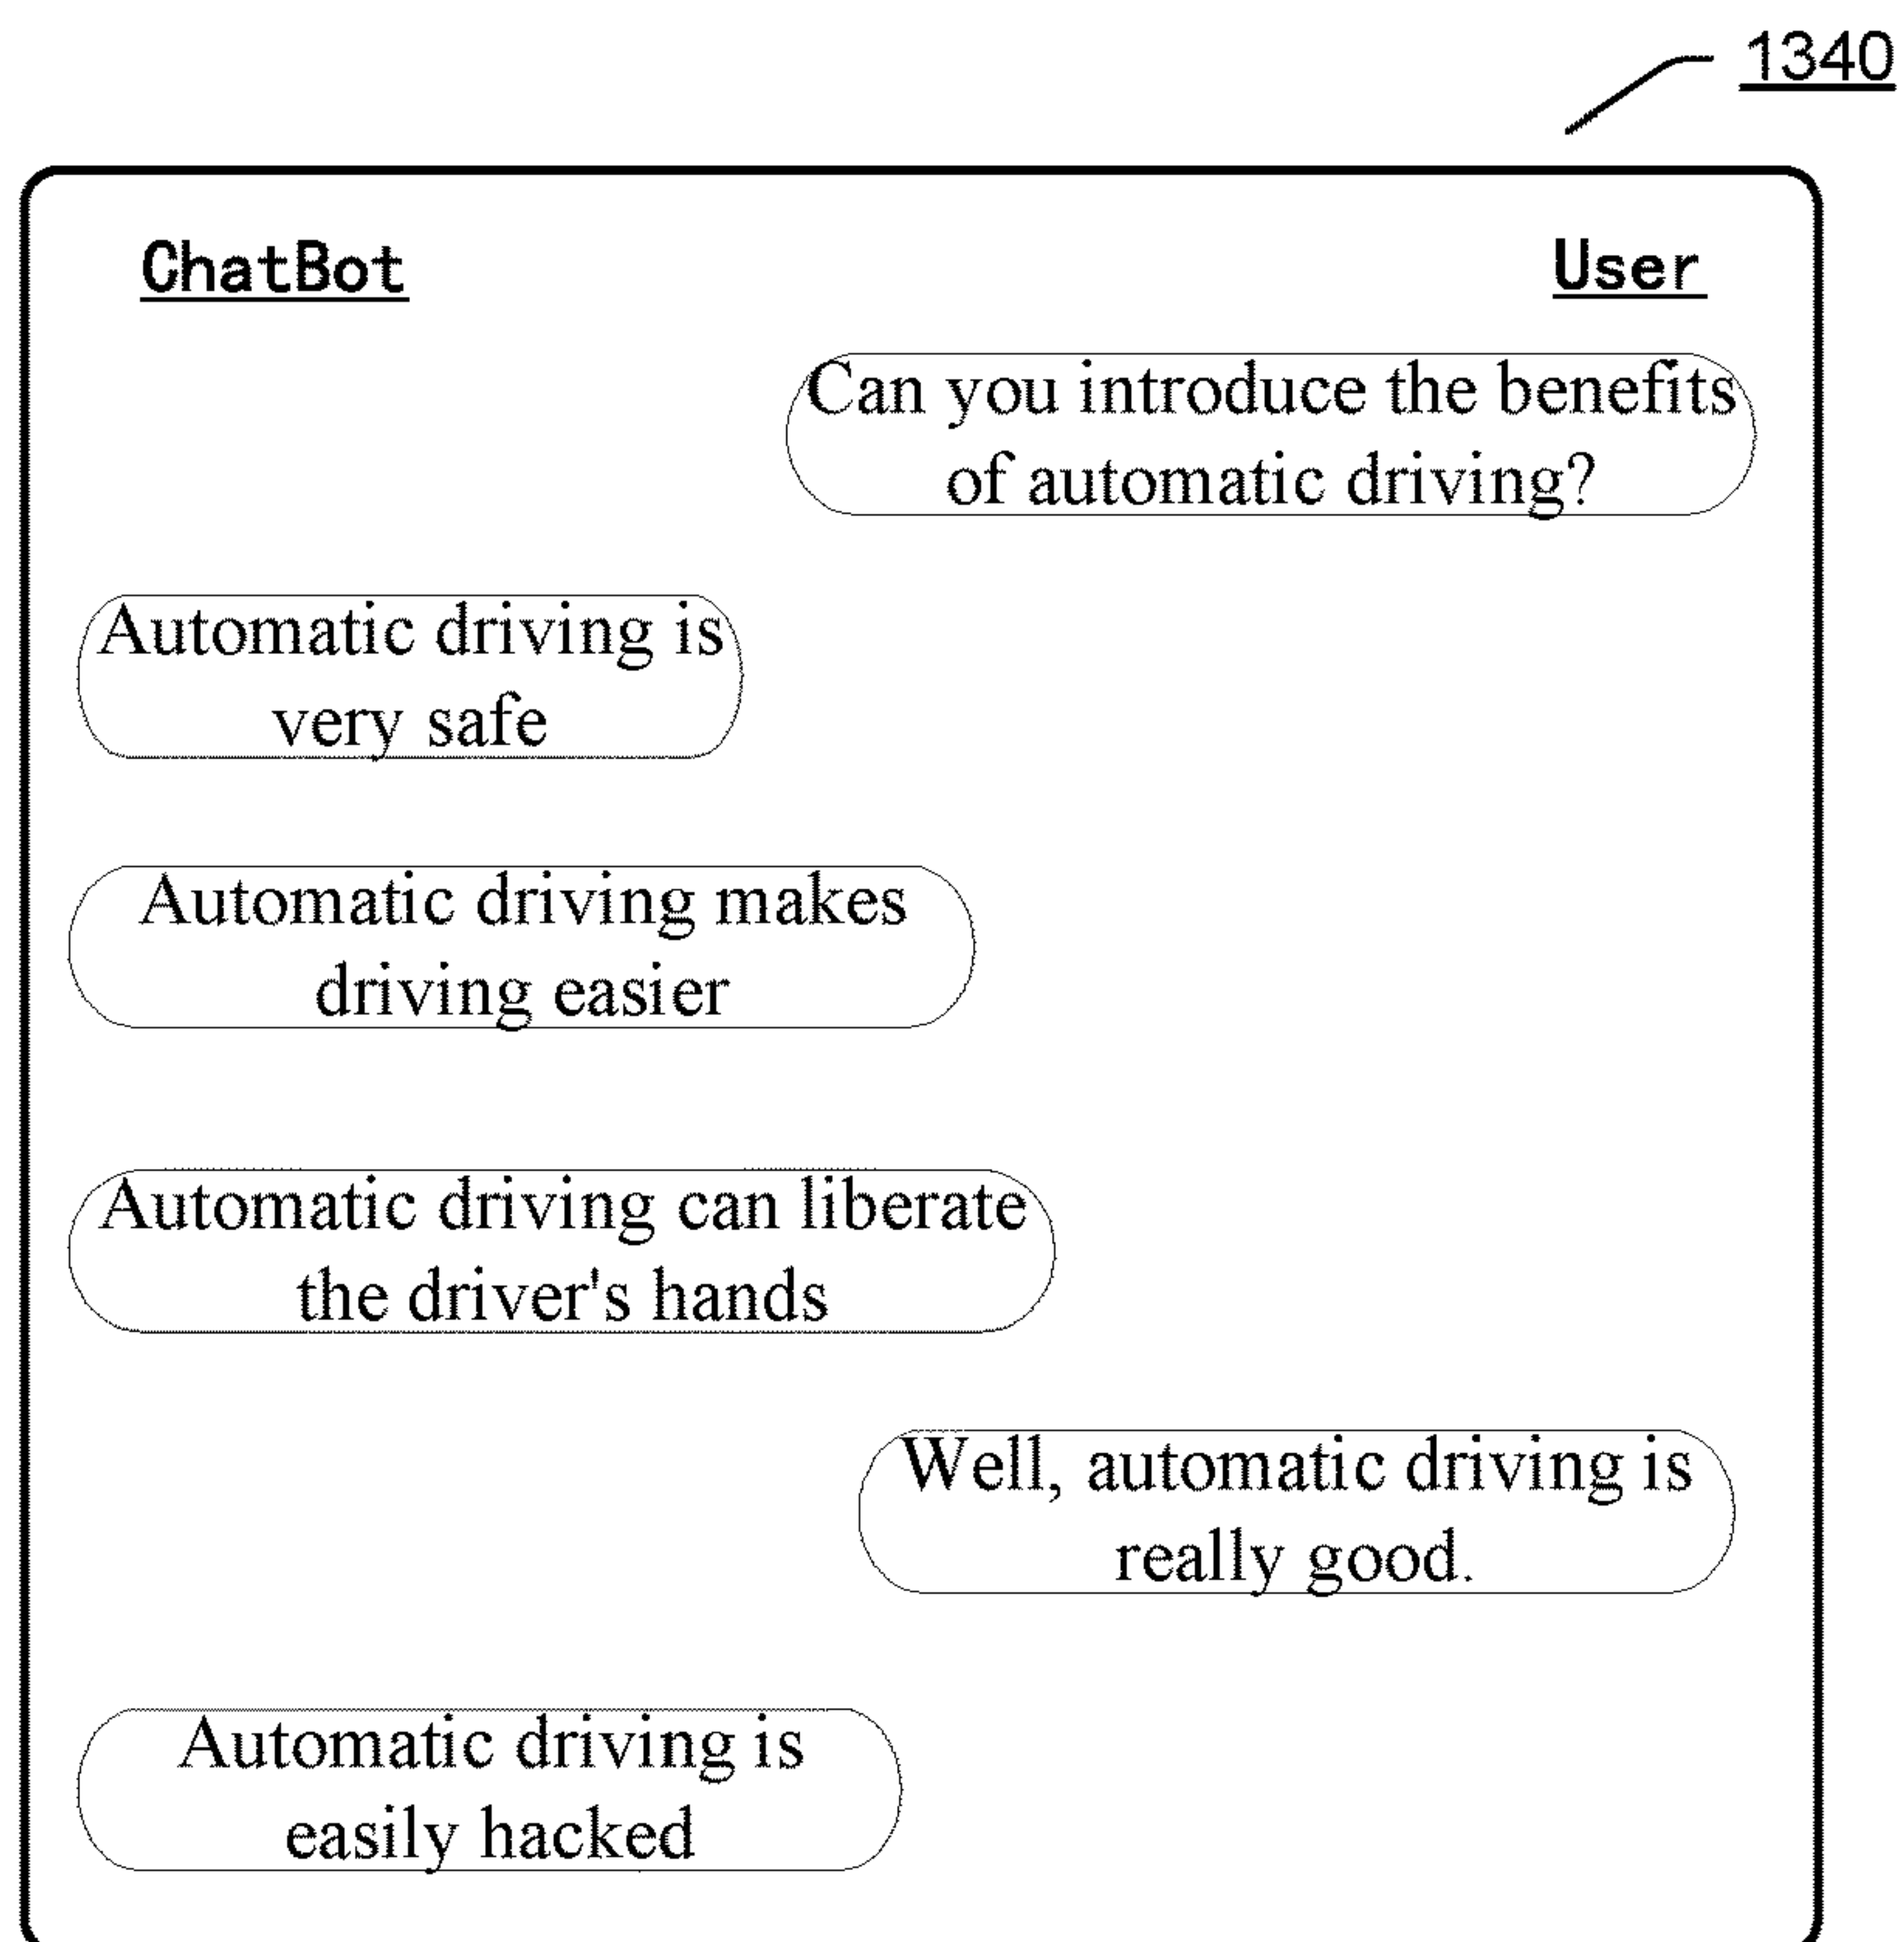 1340
ChatBot User
Can you introduce the benefits
of automatic driving?
Automatic driving is
very safe
Automatic driving makes
driving easier
Automatic driving can liberate
the driver's hands
Well, automatic driving is
really good.
Automatic driving is
easily hacked